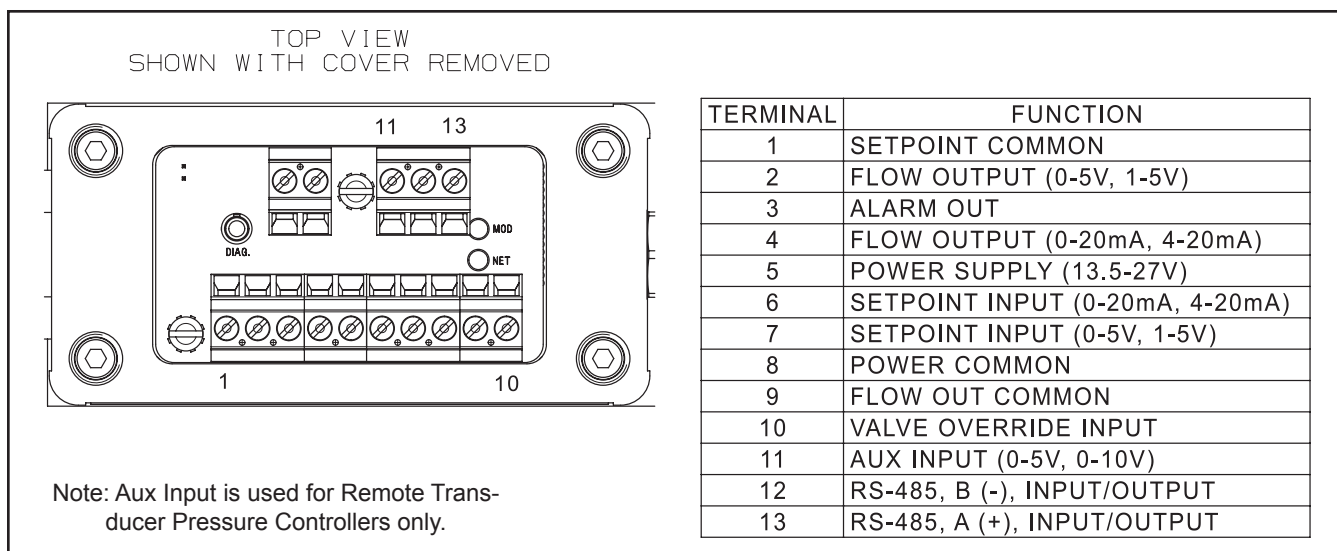 TOP VIEW
SHOWN WITH COVER REMOVED
11 13
MOD
DIAG.
NET
1 10
Note: Aux Input is used for Remote Trans-
ducer Pressure Controllers only.
TERMINAL FUNCTION
1 SETPOINT COMMON
2 FLOW OUTPUT (0-5V, 1-5V)
3 ALARM OUT
4 FLOW OUTPUT (0-20mA, 4-20mA)
5 POWER SUPPLY (13.5-27V)
6 SETPOINT INPUT (0-20mA, 4-20mA)
7 SETPOINT INPUT (0-5V, 1-5V)
8 POWER COMMON
9 FLOW OUT COMMON
10 VALVE OVERRIDE INPUT
11 AUX INPUT (0-5V, 0-10V)
12 RS-485, B (-), INPUT/OUTPUT
13 RS-485, A (+), INPUT/OUTPUT